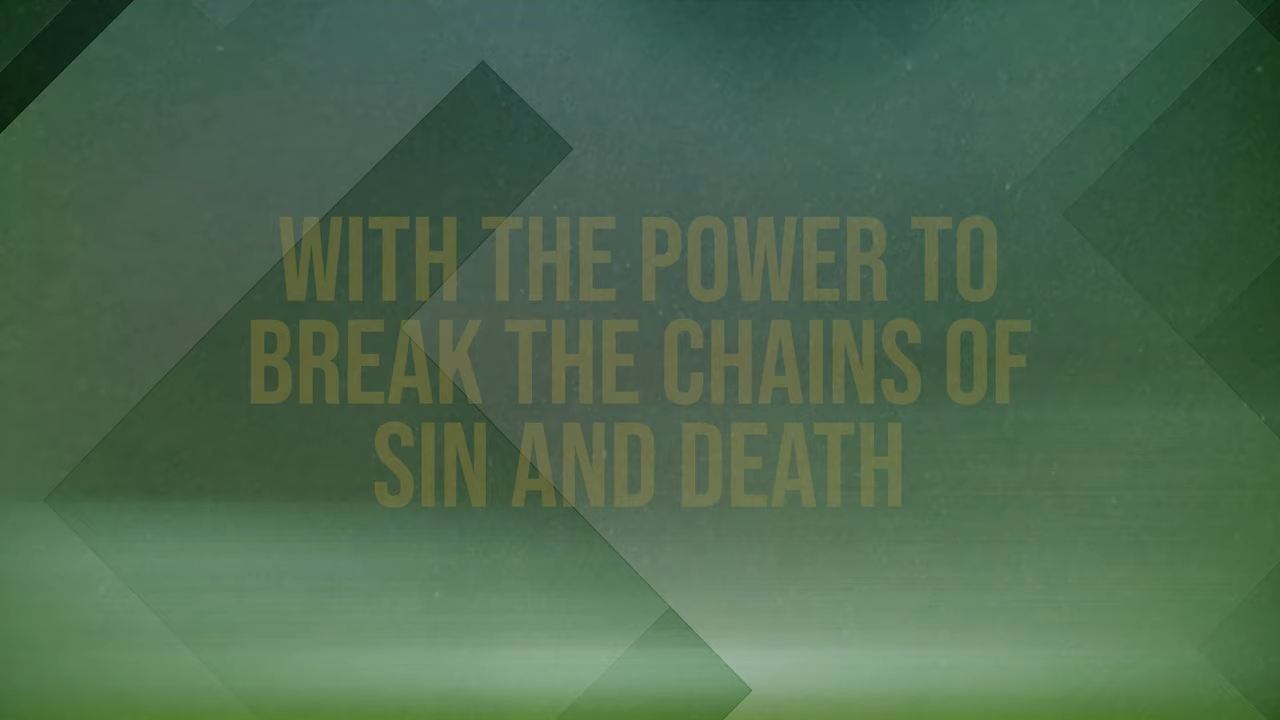 WITH THE POWER TO
BREAK THE CHAINS OF
SIN AND DEATH